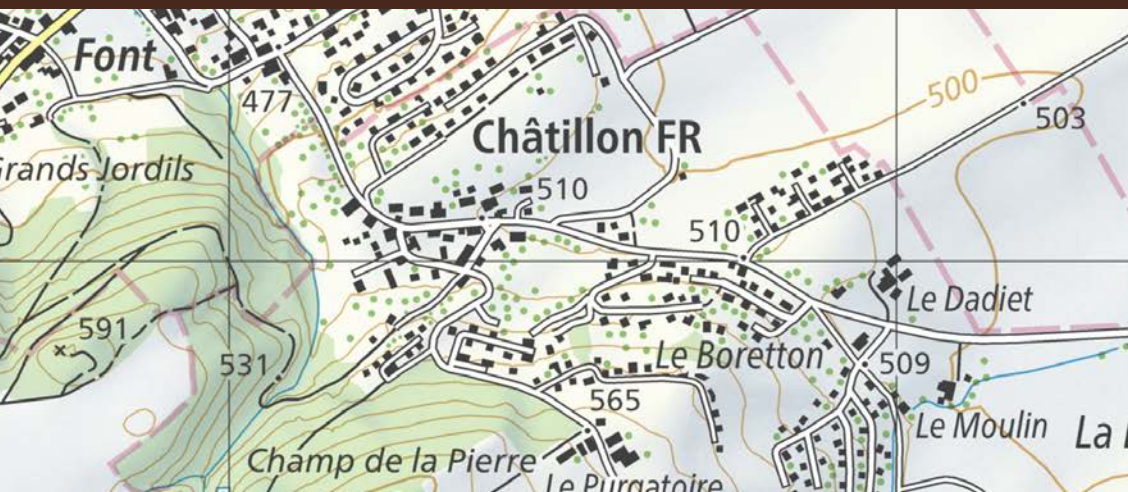 Font
477
500
503
Châtillon FR
Grands Jordils
510
510
Le Dadiet
591
531
Le Boretton
509
565
Le Moulin
La
Champ de la Pierre
Le Purgatoire